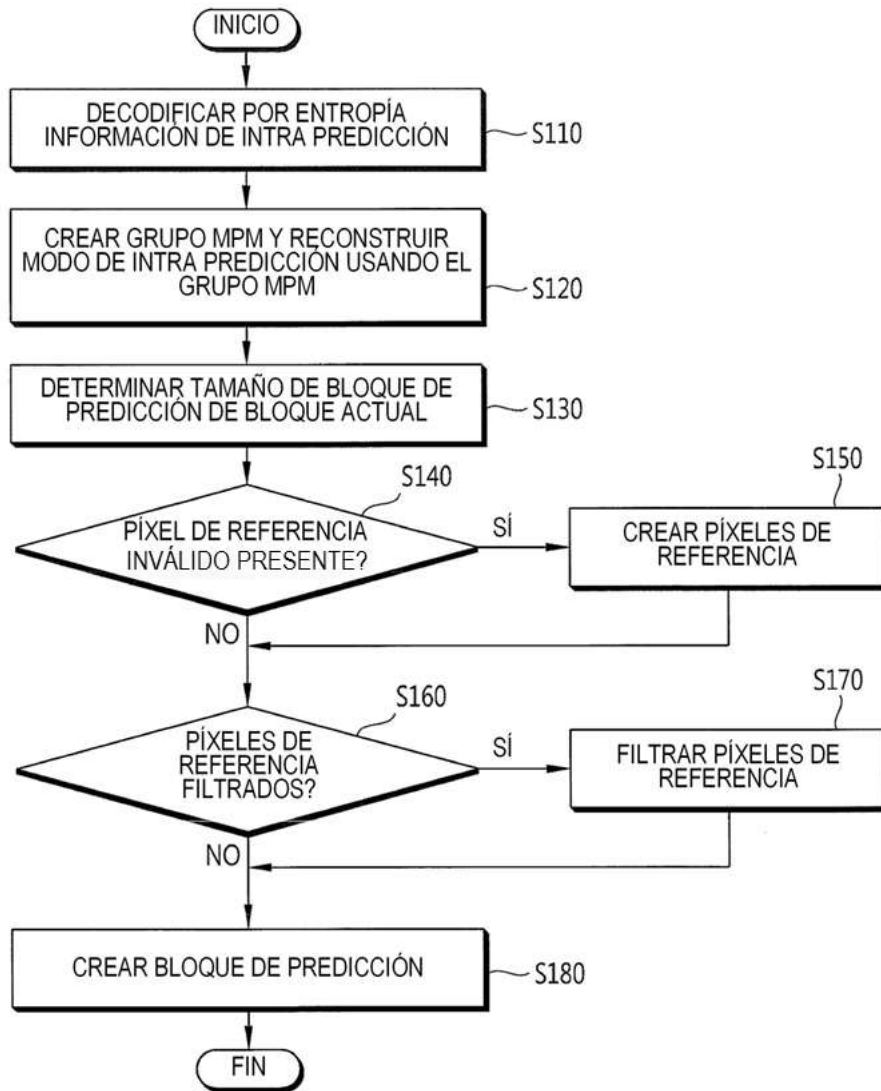 INICIO
DECODIFICAR POR ENTROPÍA
INFORMACIÓN DE INTRA PREDICCIÓN
S110
CREAR GRUPO MPM Y RECONSTRUIR
MODO DE INTRA PREDICCIÓN USANDO EL
GRUPO MPM
S120
DETERMINAR TAMAÑO DE BLOQUE DE
PREDICCIÓN DE BLOQUE ACTUAL
S130
S140
PÍXEL DE REFERENCIA
INVÁLIDO PRESENTE?
SÍ
S150
CREAR PÍXELES DE
REFERENCIA
NO
S160
PÍXELES DE
REFERENCIA
FILTRADOS?
SÍ
S170
FILTRAR PÍXELES DE
REFERENCIA
NO
CREAR BLOQUE DE PREDICCIÓN
S180
FIN